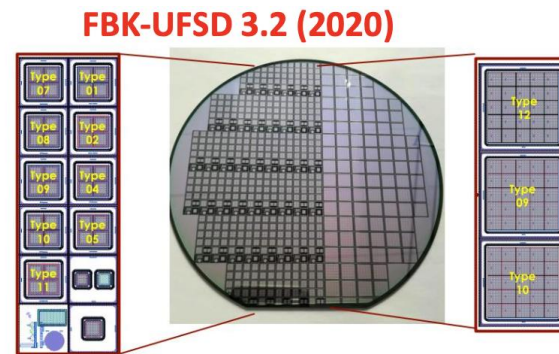 FBK-UFSD 3.2 (2020)
Type 07
Type 01
Type 08
Type 02
Type 09
Type 04
Type 10
Type 05
Type 11
Type 12
Type 09
Type 10